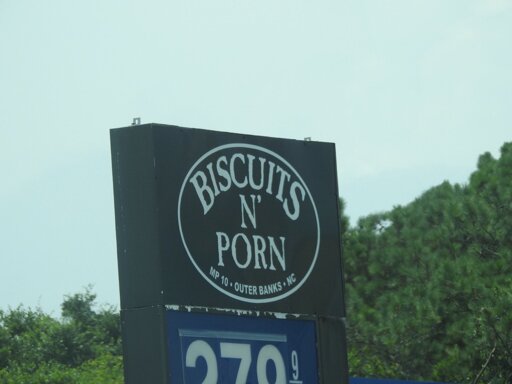 BISCUITS
N'
PORN
MP 10 • OUTER BANKS • NC
279 9